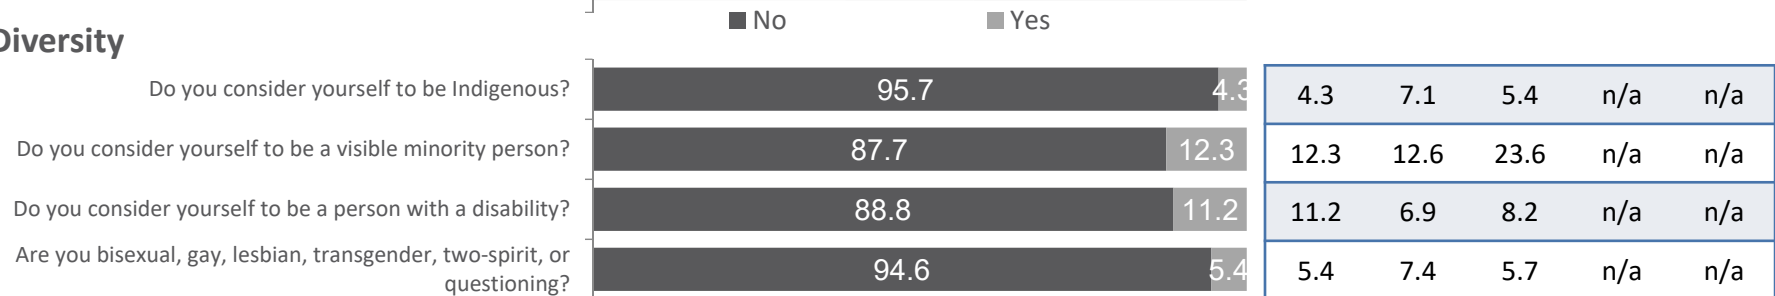 No Yes
Diversity
Do you consider yourself to be Indigenous? 95.7 4.3 4.3 7.1 5.4 n/a n/a
Do you consider yourself to be a visible minority person? 87.7 12.3 12.3 12.6 23.6 n/a n/a
Do you consider yourself to be a person with a disability? 88.8 11.2 11.2 6.9 8.2 n/a n/a
Are you bisexual, gay, lesbian, transgender, two-spirit, or
questioning? 94.6 5.4 5.4 7.4 5.7 n/a n/a